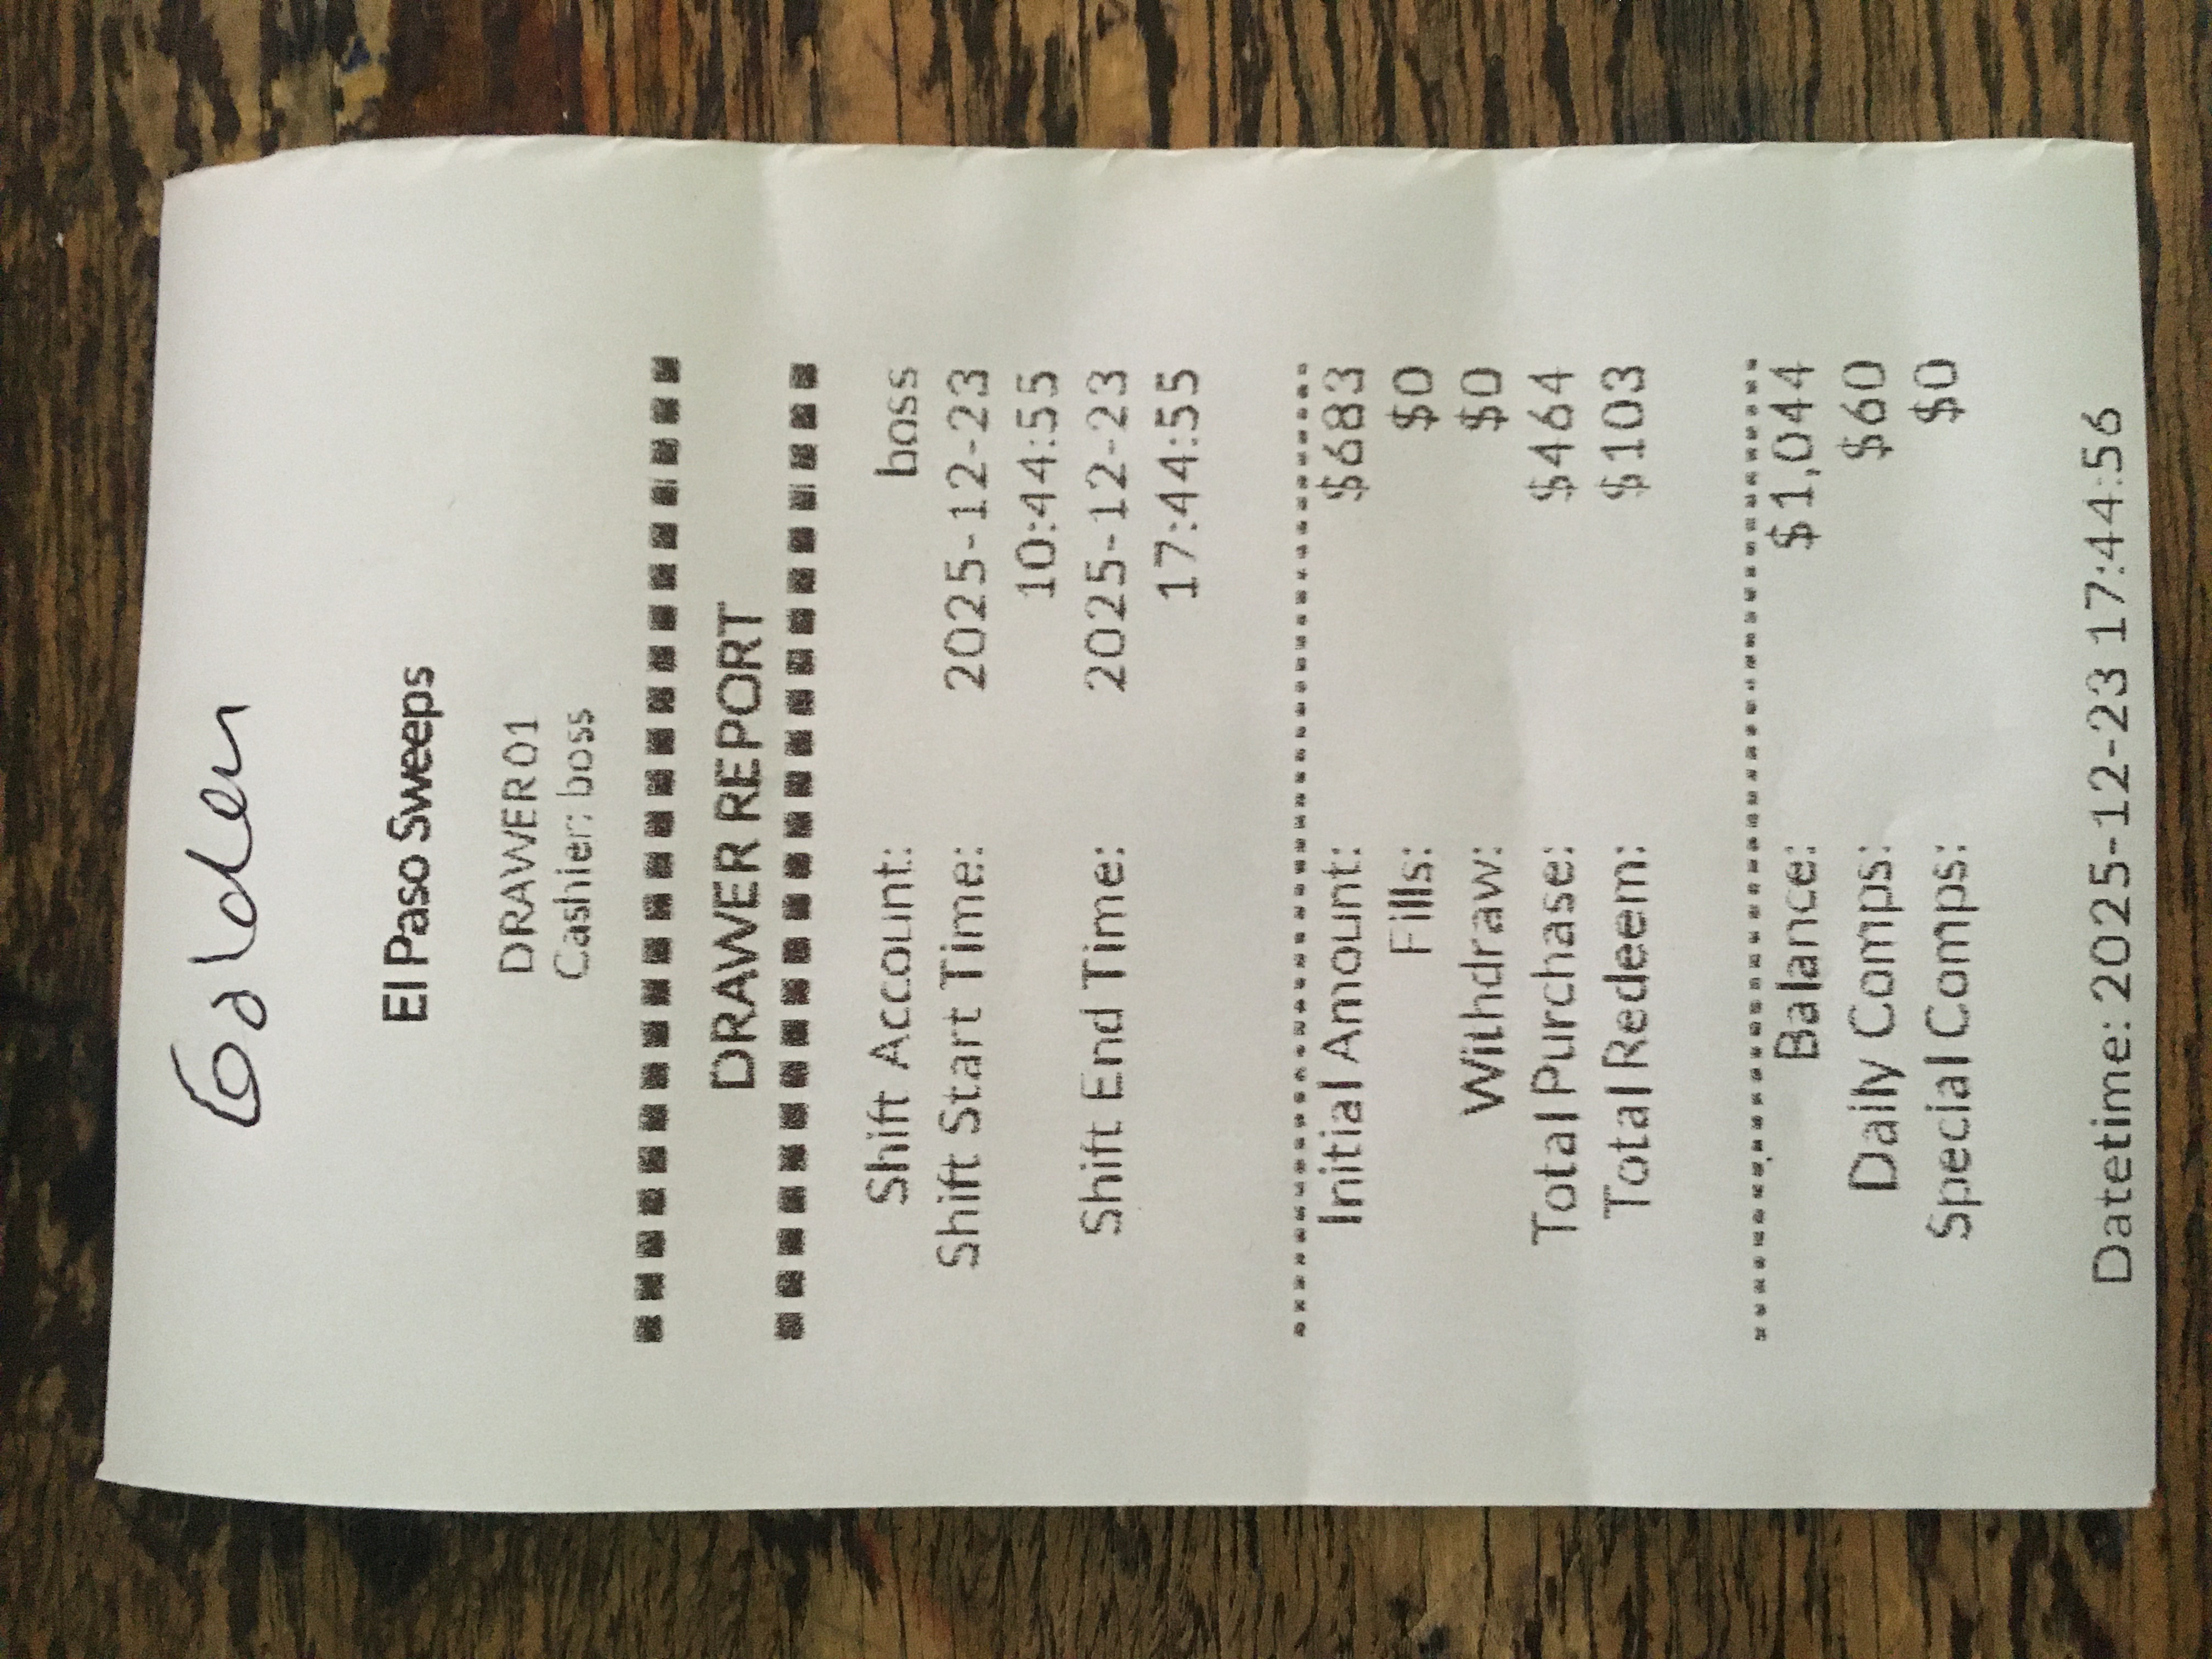 Golden
El Paso Sweeps
DRAWER01
Cashier: boss
DRAWER REPORT
Shift Account: boss
Shift Start Time: 2025-12-23
10:44:55
Shift End Time: 2025-12-23
17:44:55
Initial Amount: $683
Fills: $0
Withdraw: $0
Total Purchase: $464
Total Redeem: $103
Balance: $1,044
Daily Comps: $60
Special Comps: $0
Datetime: 2025-12-23 17:44:56